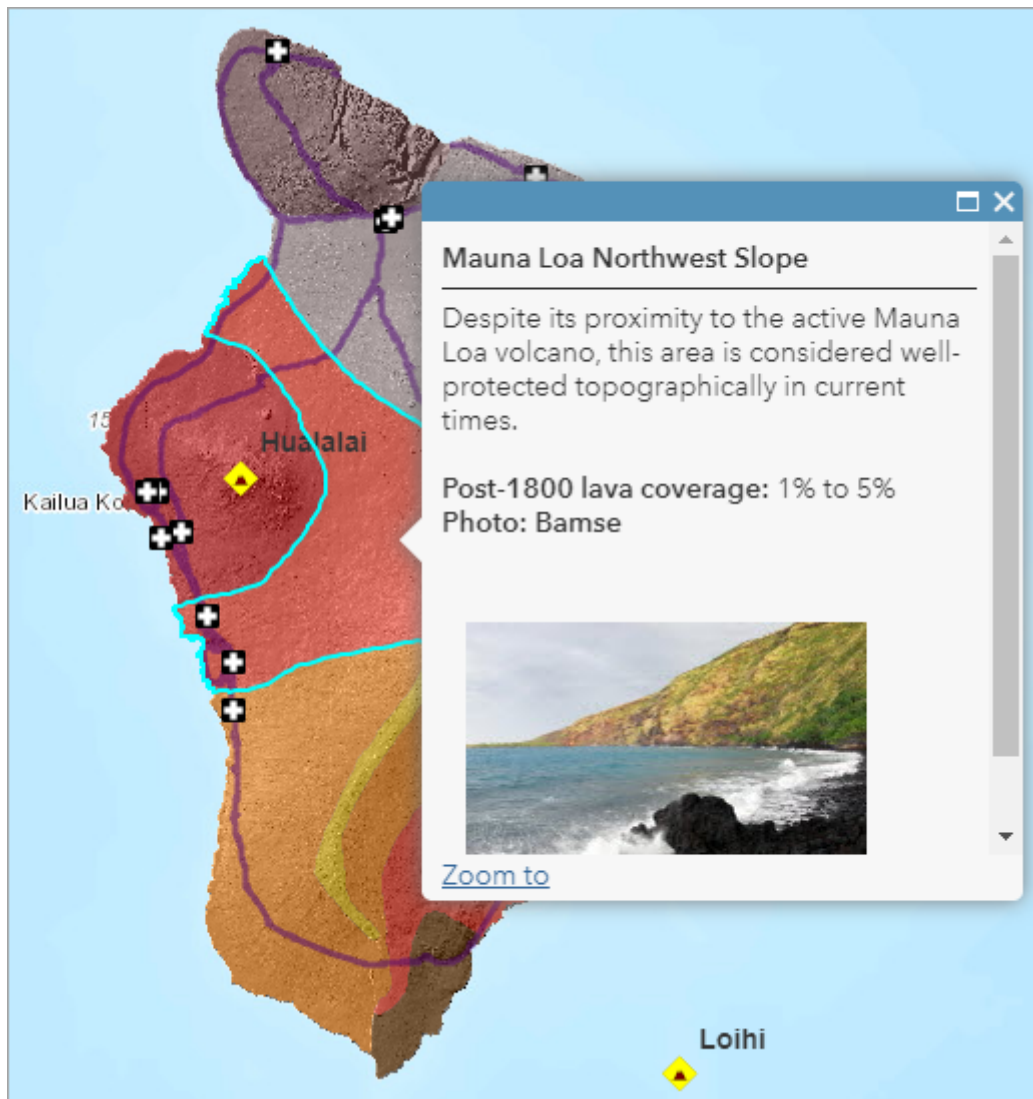 Mauna Loa Northwest Slope
Despite its proximity to the active Mauna
Loa volcano, this area is considered well-
protected topographically in current
times.
Post-1800 lava coverage: 1% to 5%
Photo: Bamse
Zoom to
15
Hualalai
Kailua Ko
Loihi